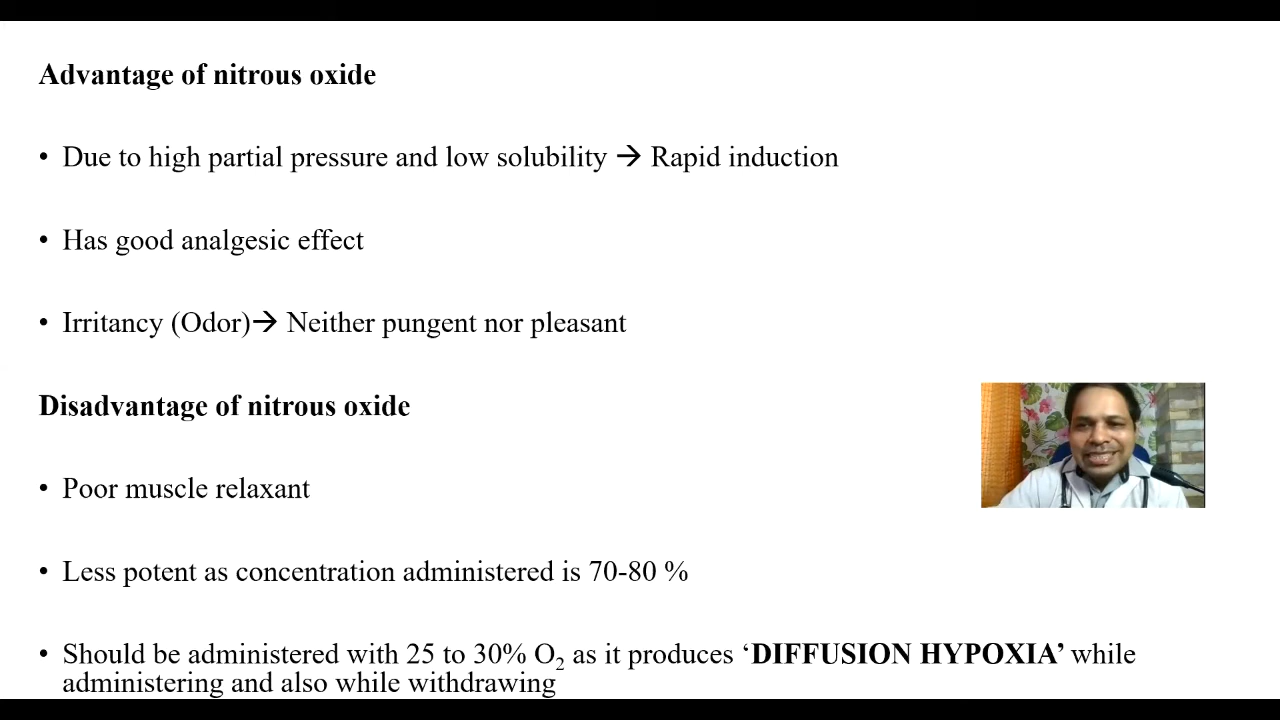 Advantage of nitrous oxide
• Due to high partial pressure and low solubility → Rapid induction
• Has good analgesic effect
• Irritancy (Odor)→ Neither pungent nor pleasant
Disadvantage of nitrous oxide
• Poor muscle relaxant
• Less potent as concentration administered is 70-80 %
• Should be administered with 25 to 30% O₂ as it produces ‘DIFFUSION HYPOXIA’ while
administering and also while withdrawing